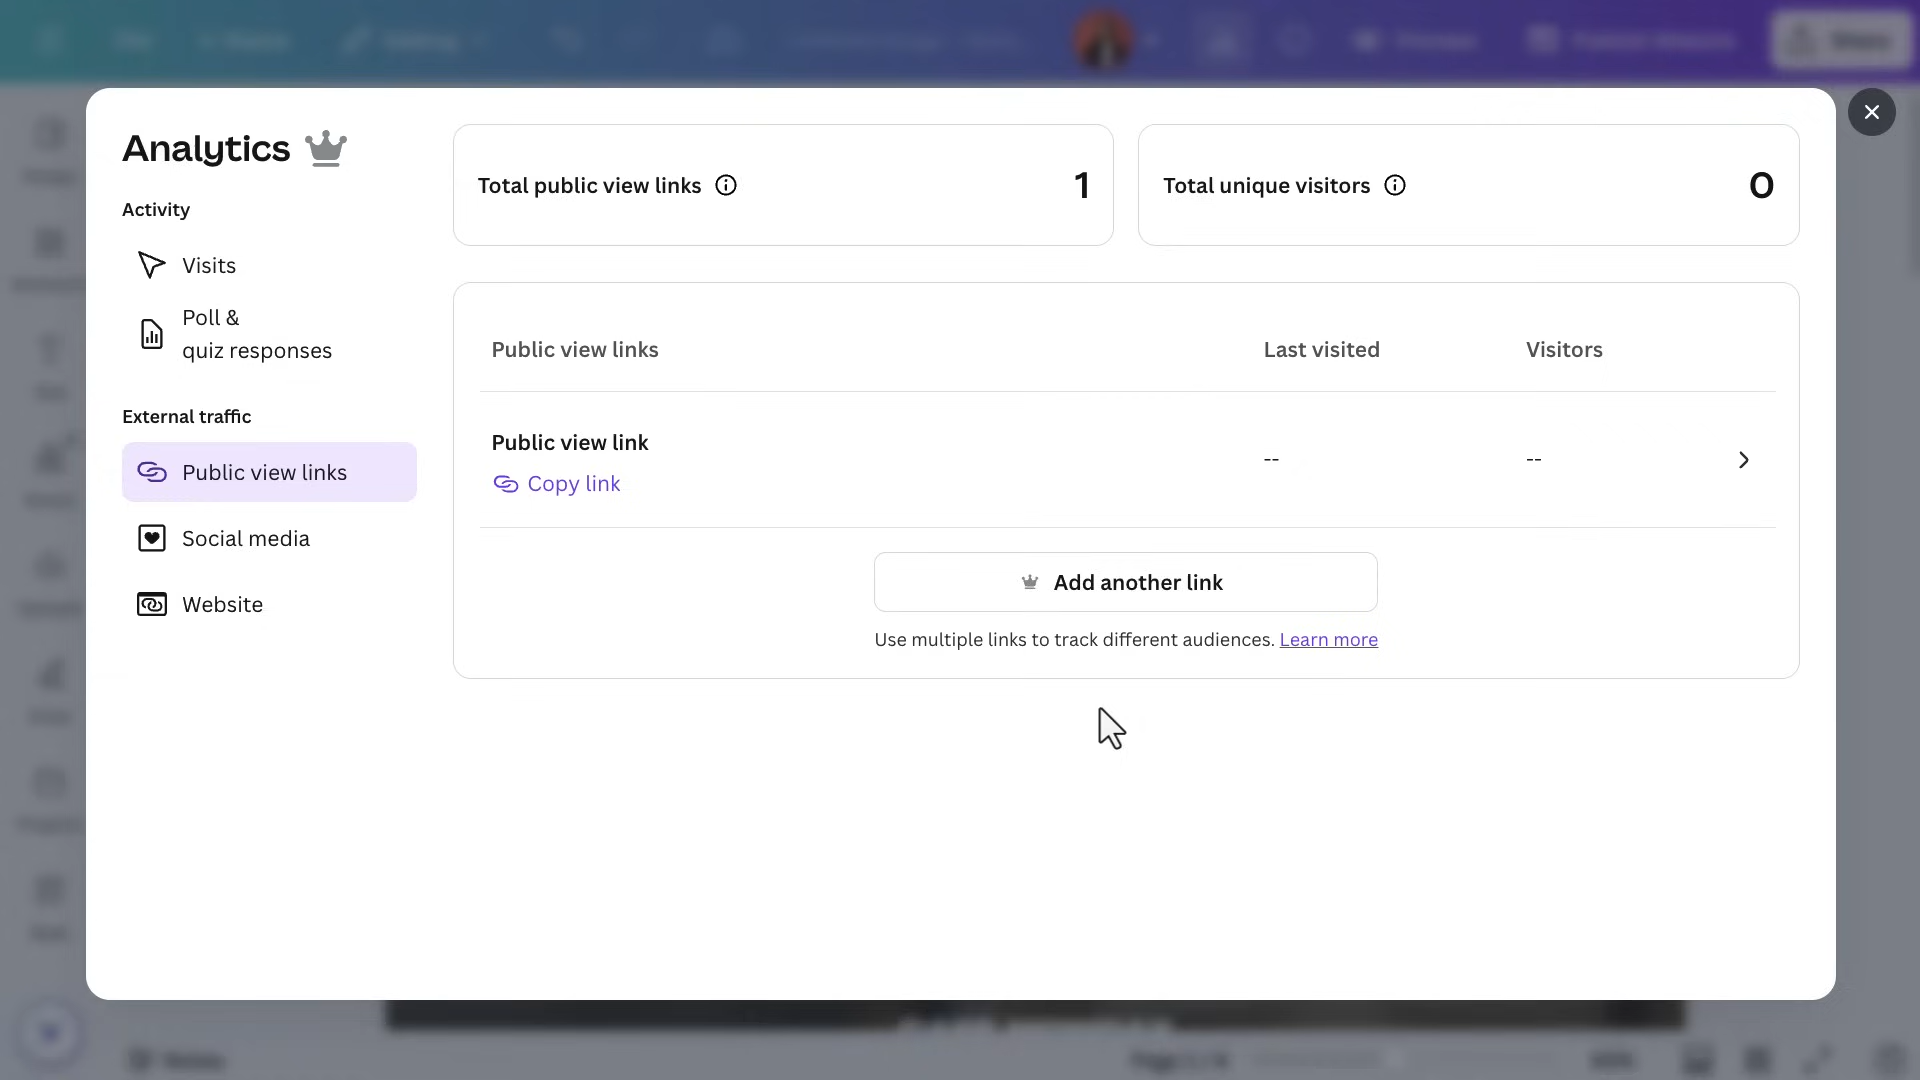 Analytics
Activity
Visits
Poll &
quiz responses
External traffic
Public view links
Social media
Website
Total public view links 1
Total unique visitors 0
Public view links Last visited Visitors
Public view link
Copy link
-- --
Add another link
Use multiple links to track different audiences. Learn more